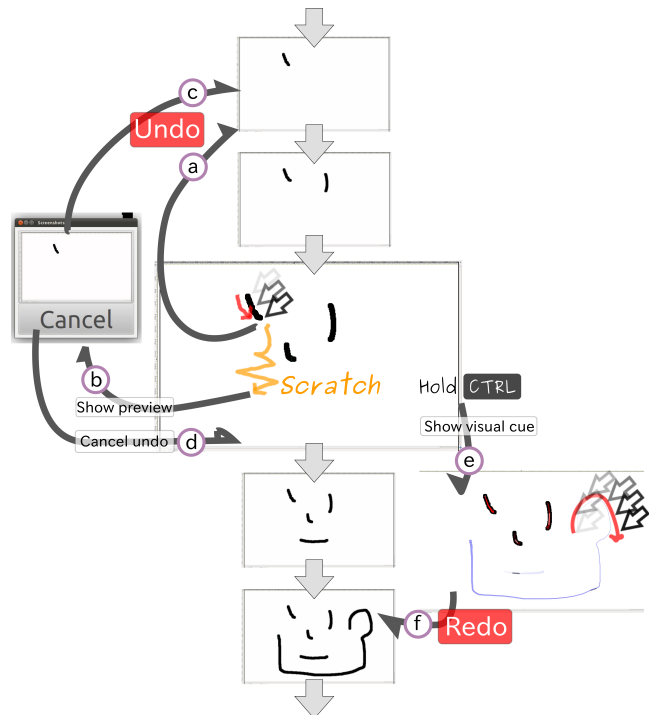 c
Undo
a
Screenshots
Cancel
Scratch
Hold CTRL
b
Show preview
Show visual cue
Cancel undo
d
e
f
Redo